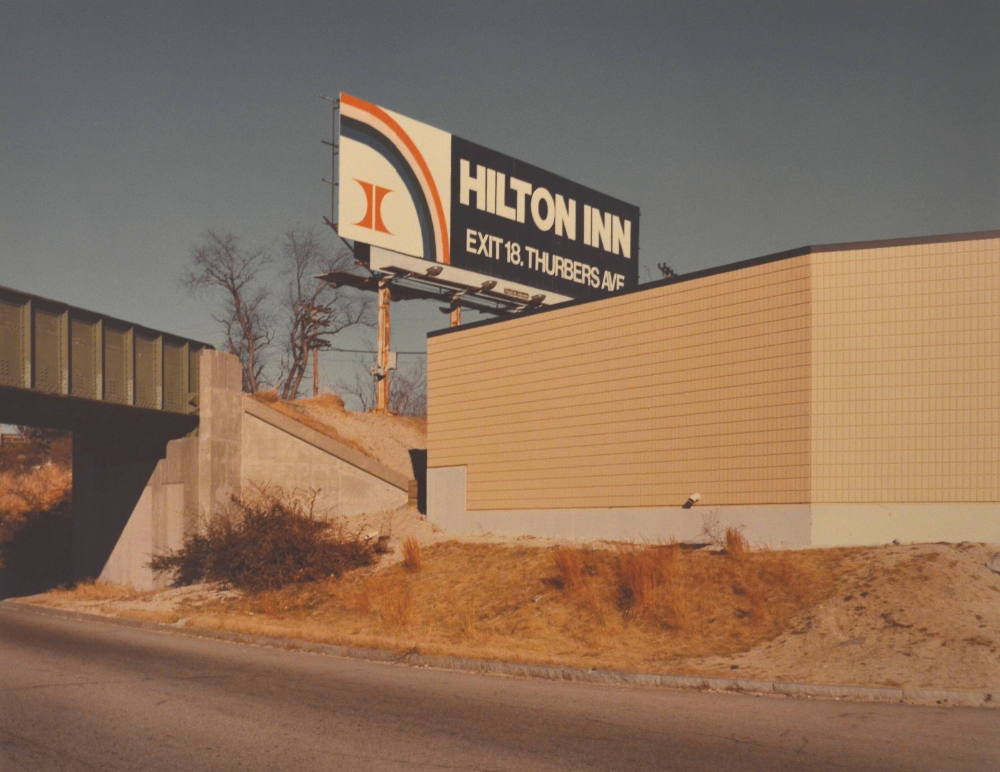 HILTON INN
EXIT 18. THURBERS AVE